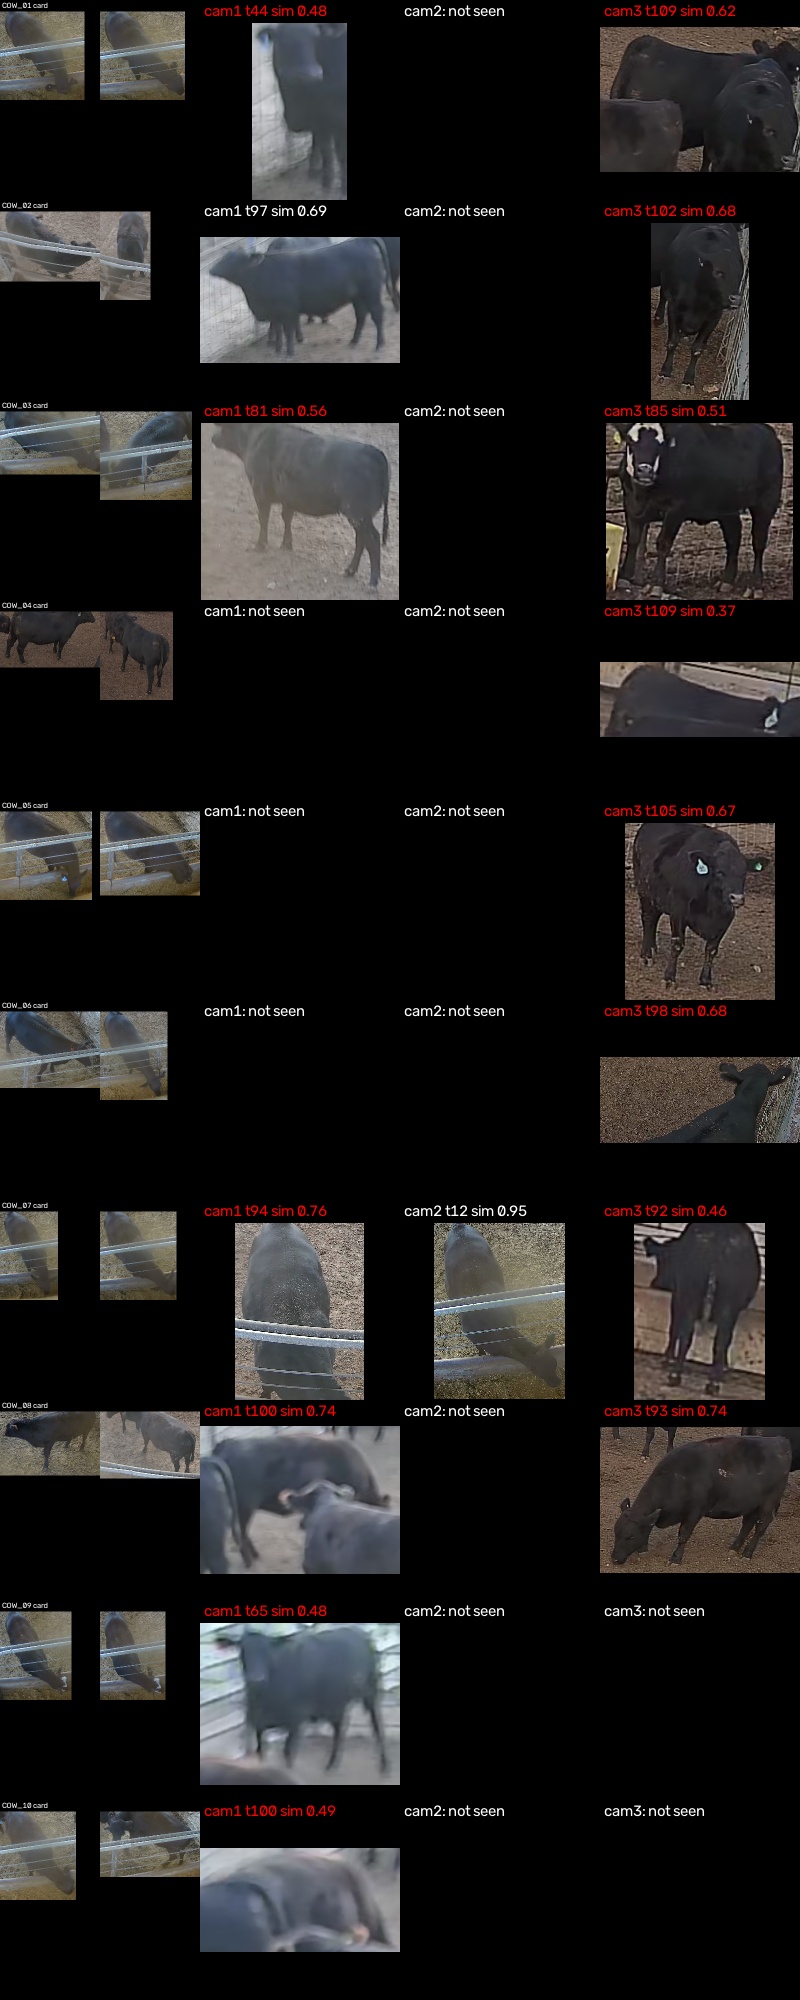 COW_01 card
cam1 t44 sim 0.48
cam2: not seen
cam3 t109 sim 0.62
COW_02 card
cam1 t97 sim 0.69
cam2: not seen
cam3 t102 sim 0.68
COW_03 card
cam1 t81 sim 0.56
cam2: not seen
cam3 t85 sim 0.51
COW_04 card
cam1: not seen
cam2: not seen
cam3 t109 sim 0.37
COW_05 card
cam1: not seen
cam2: not seen
cam3 t105 sim 0.67
COW_06 card
cam1: not seen
cam2: not seen
cam3 t98 sim 0.68
COW_07 card
cam1 t94 sim 0.76
cam2 t12 sim 0.95
cam3 t92 sim 0.46
COW_08 card
cam1 t100 sim 0.74
cam2: not seen
cam3 t93 sim 0.74
COW_09 card
cam1 t65 sim 0.48
cam2: not seen
cam3: not seen
COW_10 card
cam1 t100 sim 0.49
cam2: not seen
cam3: not seen